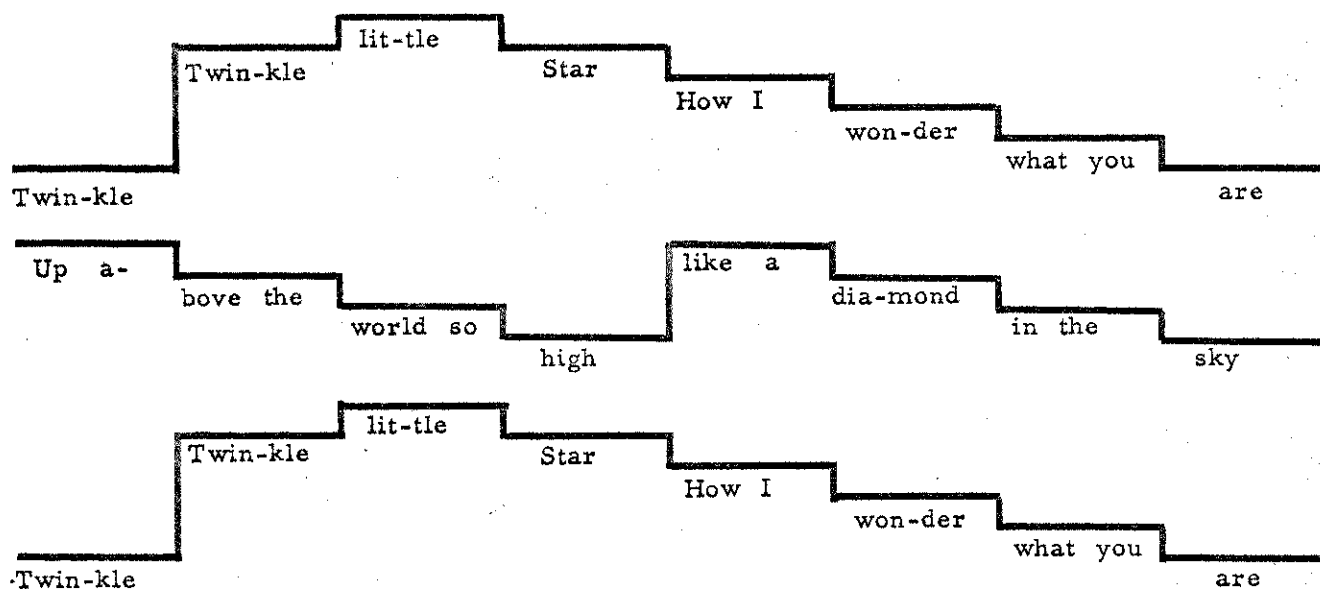 Twin-kle Twin-kle lit-tle Star How I won-der what you are
Up a- bove the world so high like a dia-mond in the sky
Twin-kle Twin-kle lit-tle Star How I won-der what you are